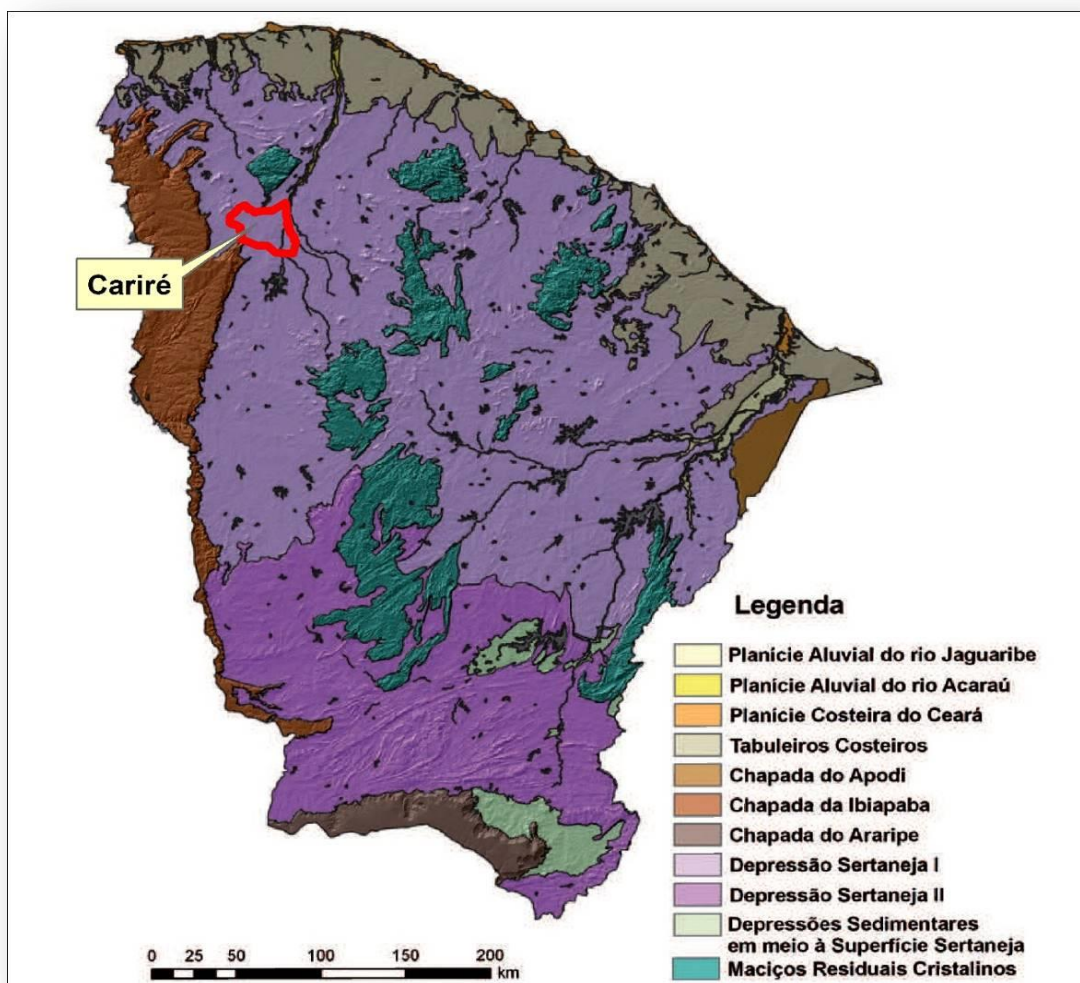 Cariré
Legenda
Planície Aluvial do rio Jaguaribe
Planície Aluvial do rio Acaraú
Planície Costeira do Ceará
Tabuleiros Costeiros
Chapada do Apodi
Chapada da Ibiapaba
Chapada do Araripe
Depressão Sertaneja I
Depressão Sertaneja II
Depressões Sedimentares
em meio à Superfície Sertaneja
Maciços Residuais Cristalinos
0 25 50 100 150 200
km